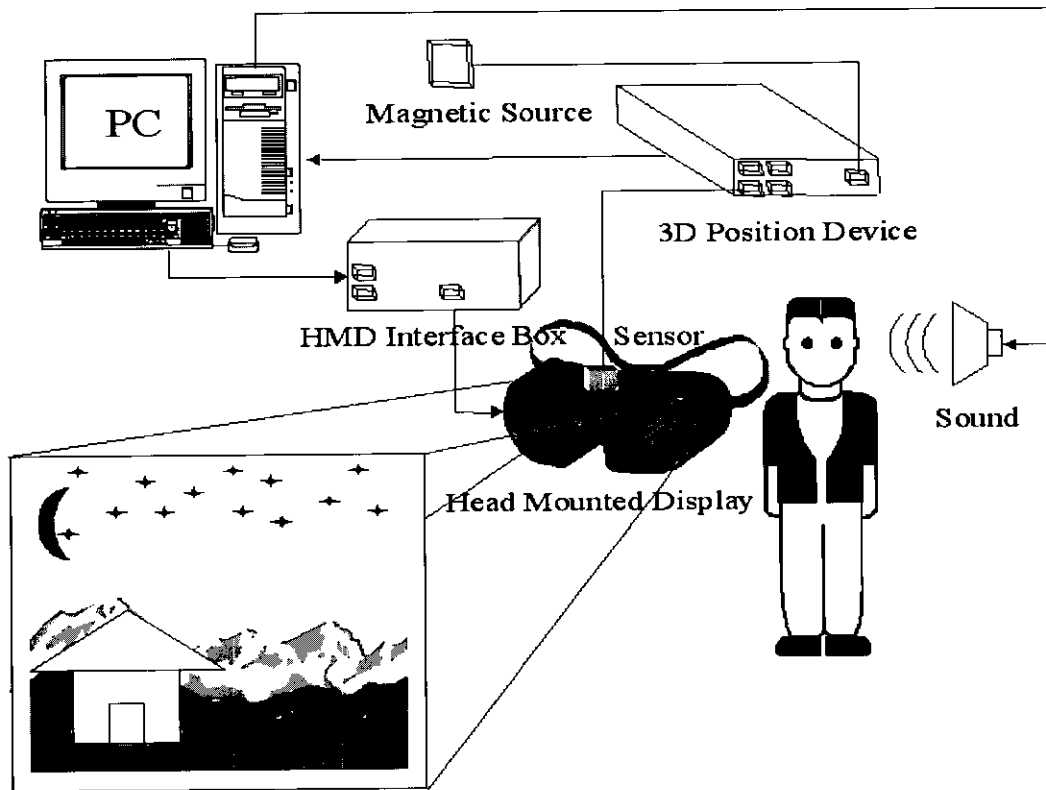 PC
Magnetic Source
3D Position Device
HMD Interface Box
Sensor
Sound
Head Mounted Display